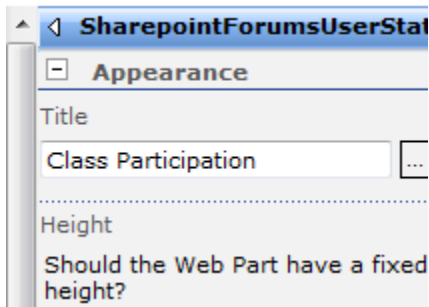 SharepointForumsUserStat
Appearance
Title
Class Participation
...
Height
Should the Web Part have a fixed
height?